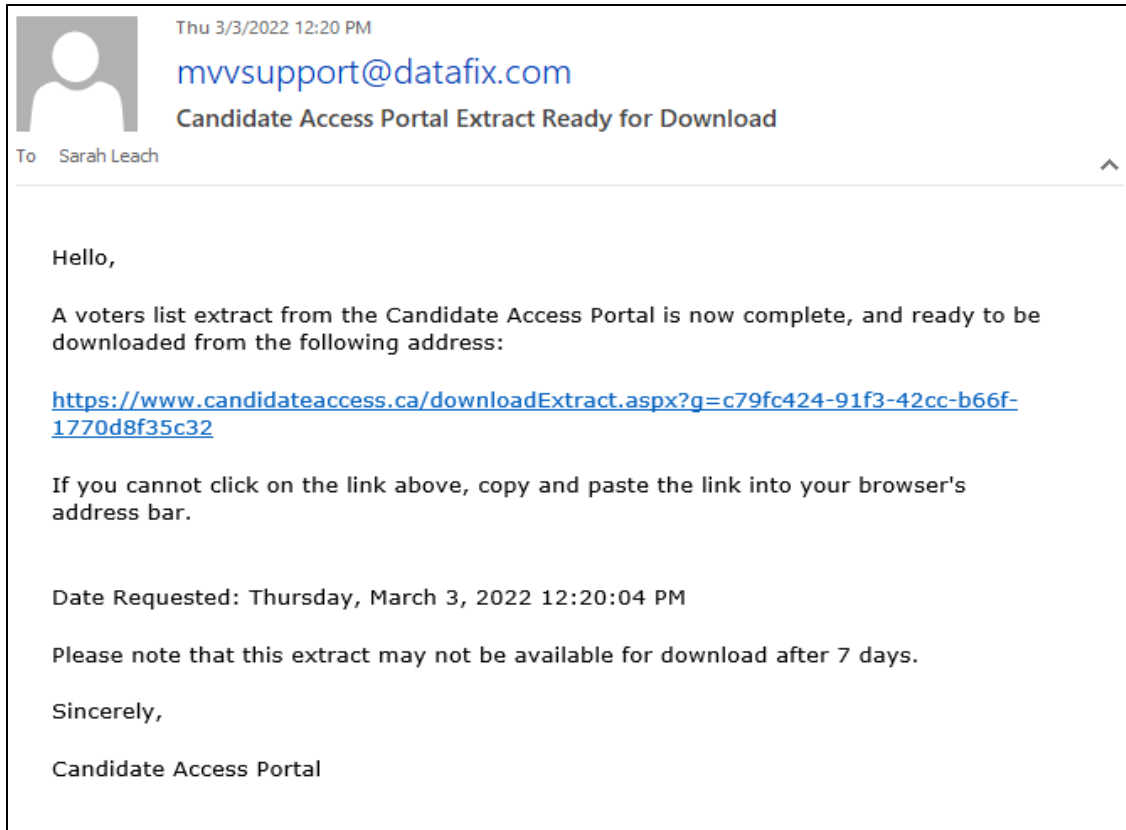 Thu 3/3/2022 12:20 PM
mvvsupport@datafix.com
Candidate Access Portal Extract Ready for Download
To Sarah Leach
Hello,
A voters list extract from the Candidate Access Portal is now complete, and ready to be
downloaded from the following address:
https://www.candidateaccess.ca/downloadExtract.aspx?g=c79fc424-91f3-42cc-b66f-
1770d8f35c32
If you cannot click on the link above, copy and paste the link into your browser's
address bar.
Date Requested: Thursday, March 3, 2022 12:20:04 PM
Please note that this extract may not be available for download after 7 days.
Sincerely,
Candidate Access Portal